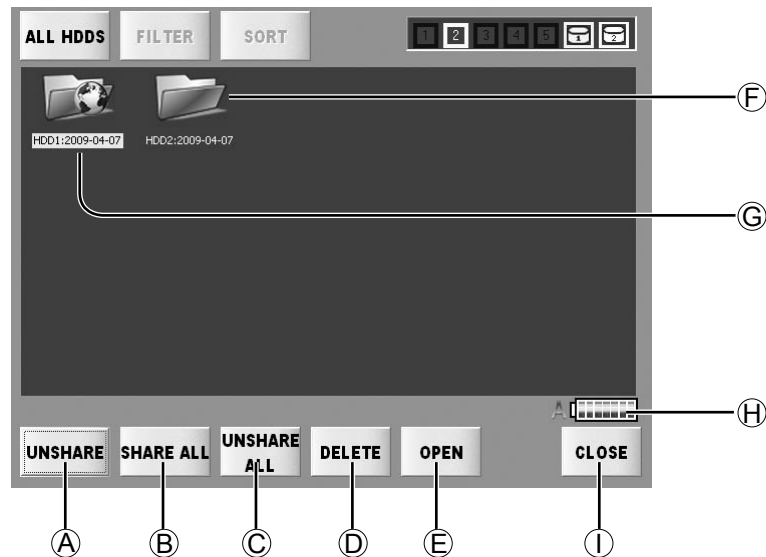 ALL HDDS FILTER SORT 1 2 3 4 5 1 2
F
HDD1:2009-04-07 HDD2:2009-04-07
G
A
H
UNSHARE SHARE ALL UNSHARE ALL DELETE OPEN CLOSE
A B C D E I